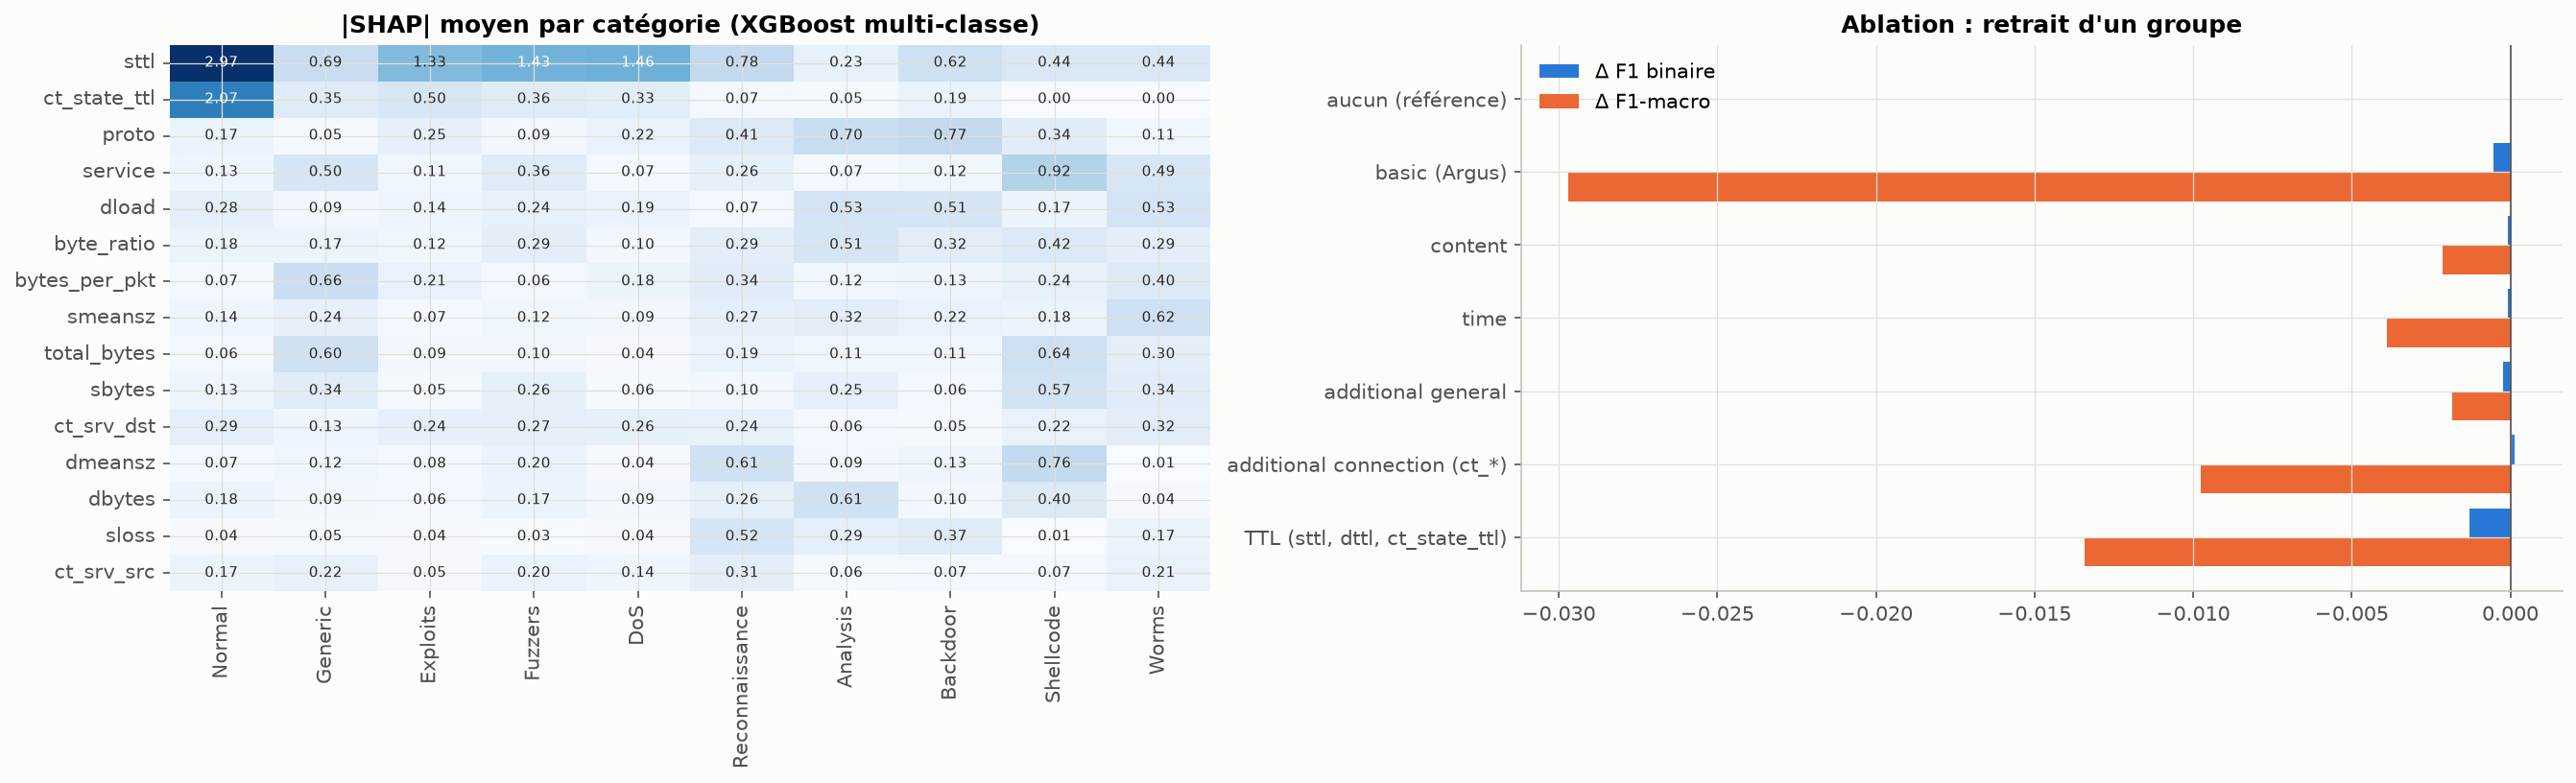 |SHAP| moyen par catégorie (XGBoost multi-classe)
sttl 2.97 0.69 1.33 1.43 1.46 0.78 0.23 0.62 0.44 0.44
ct_state_ttl 2.07 0.35 0.50 0.36 0.33 0.07 0.05 0.19 0.00 0.00
proto 0.17 0.05 0.25 0.09 0.22 0.41 0.70 0.77 0.34 0.11
service 0.13 0.50 0.11 0.36 0.07 0.26 0.07 0.12 0.92 0.49
dload 0.28 0.09 0.14 0.24 0.19 0.07 0.53 0.51 0.17 0.53
byte_ratio 0.18 0.17 0.12 0.29 0.10 0.29 0.51 0.32 0.42 0.29
bytes_per_pkt 0.07 0.66 0.21 0.06 0.18 0.34 0.12 0.13 0.24 0.40
smeansz 0.14 0.24 0.07 0.12 0.09 0.27 0.32 0.22 0.18 0.62
total_bytes 0.06 0.60 0.09 0.10 0.04 0.19 0.11 0.11 0.64 0.30
sbytes 0.13 0.34 0.05 0.26 0.06 0.10 0.25 0.06 0.57 0.34
ct_srv_dst 0.29 0.13 0.24 0.27 0.26 0.24 0.06 0.05 0.22 0.32
dmeansz 0.07 0.12 0.08 0.20 0.04 0.61 0.09 0.13 0.76 0.01
dbytes 0.18 0.09 0.06 0.17 0.09 0.26 0.61 0.10 0.40 0.04
sloss 0.04 0.05 0.04 0.03 0.04 0.52 0.29 0.37 0.01 0.17
ct_srv_src 0.17 0.22 0.05 0.20 0.14 0.31 0.06 0.07 0.07 0.21
Normal Generic Exploits Fuzzers DoS Reconnaissance Analysis Backdoor Shellcode Worms
Ablation : retrait d'un groupe
Δ F1 binaire
Δ F1-macro
aucun (référence)
basic (Argus)
content
time
additional general
additional connection (ct_*)
TTL (sttl, dttl, ct_state_ttl)
−0.030 −0.025 −0.020 −0.015 −0.010 −0.005 0.000